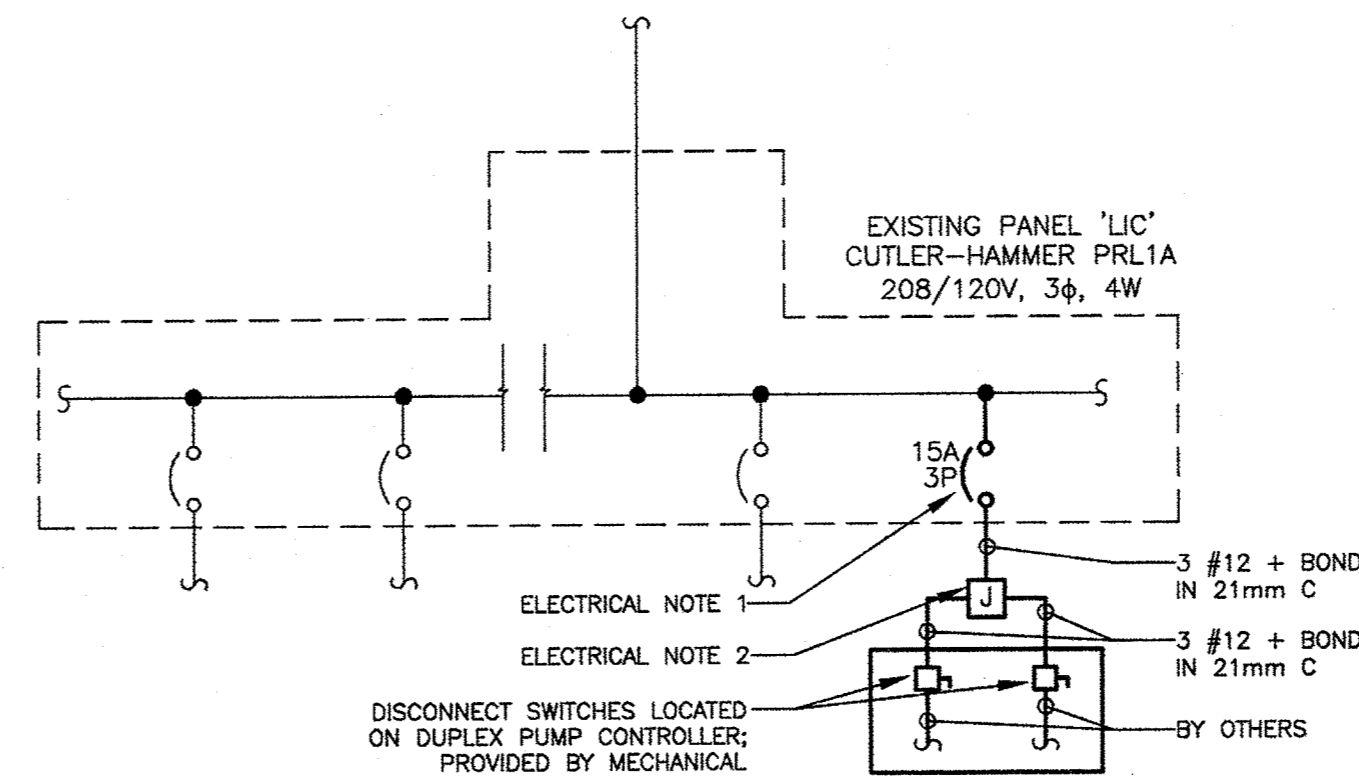 EXISTING PANEL 'LIC'
CUTLER-HAMMER PRL1A
208/120V, 3ϕ, 4W
15A
3P
3 #12 + BOND
IN 21mm C
ELECTRICAL NOTE 1
J
ELECTRICAL NOTE 2
3 #12 + BOND
IN 21mm C
DISCONNECT SWITCHES LOCATED
ON DUPLEX PUMP CONTROLLER;
PROVIDED BY MECHANICAL
BY OTHERS